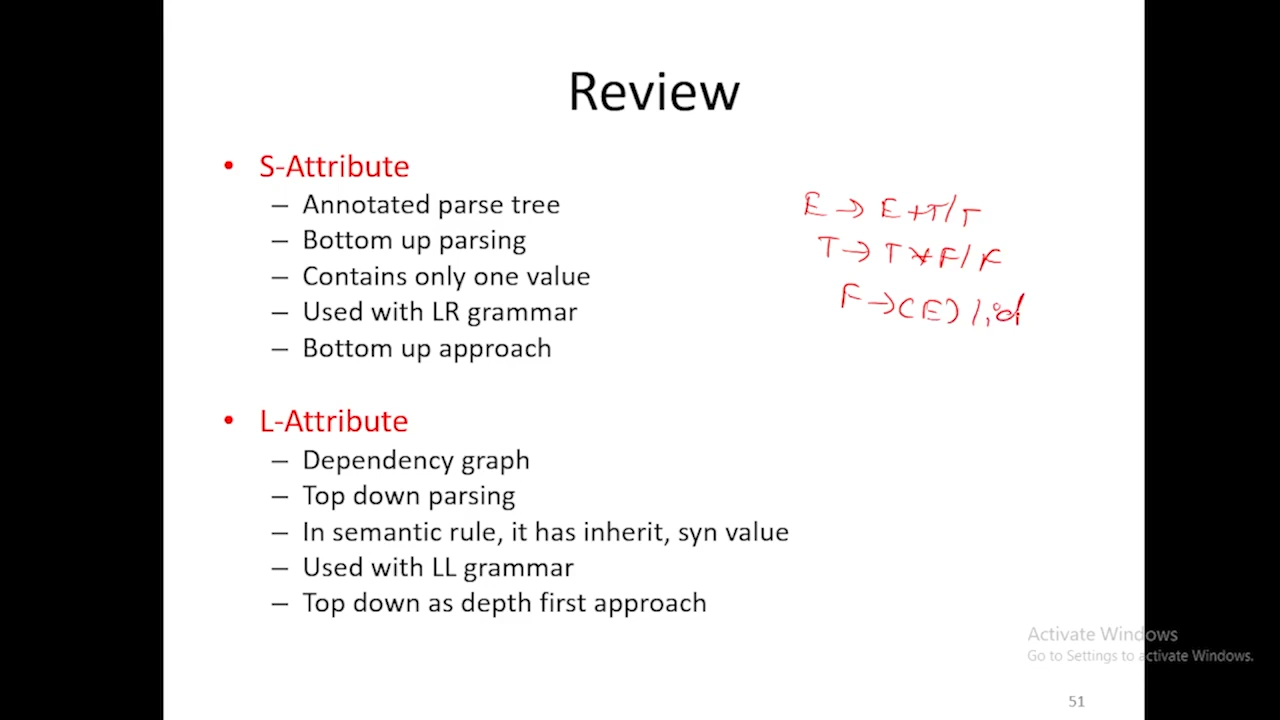 Review
• S-Attribute
– Annotated parse tree
– Bottom up parsing
– Contains only one value
– Used with LR grammar
– Bottom up approach
E → E+T/T
T → T*F/F
F → (E)/id
• L-Attribute
– Dependency graph
– Top down parsing
– In semantic rule, it has inherit, syn value
– Used with LL grammar
– Top down as depth first approach
Activate Windows
Go to Settings to activate Windows.
51